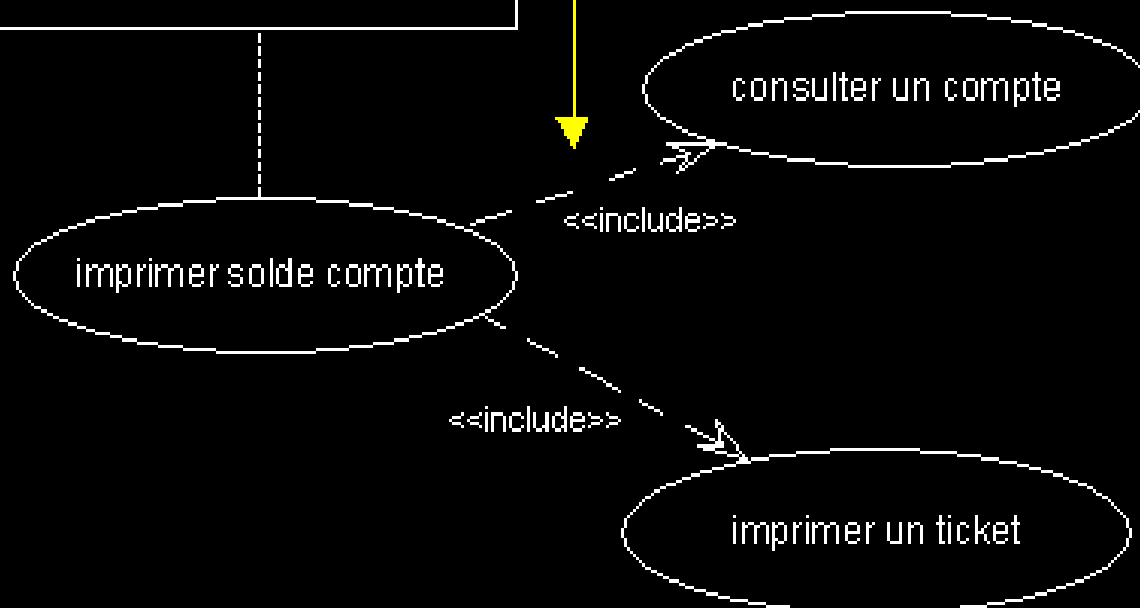 consulter un compte
<<include>>
imprimer solde compte
<<include>>
imprimer un ticket